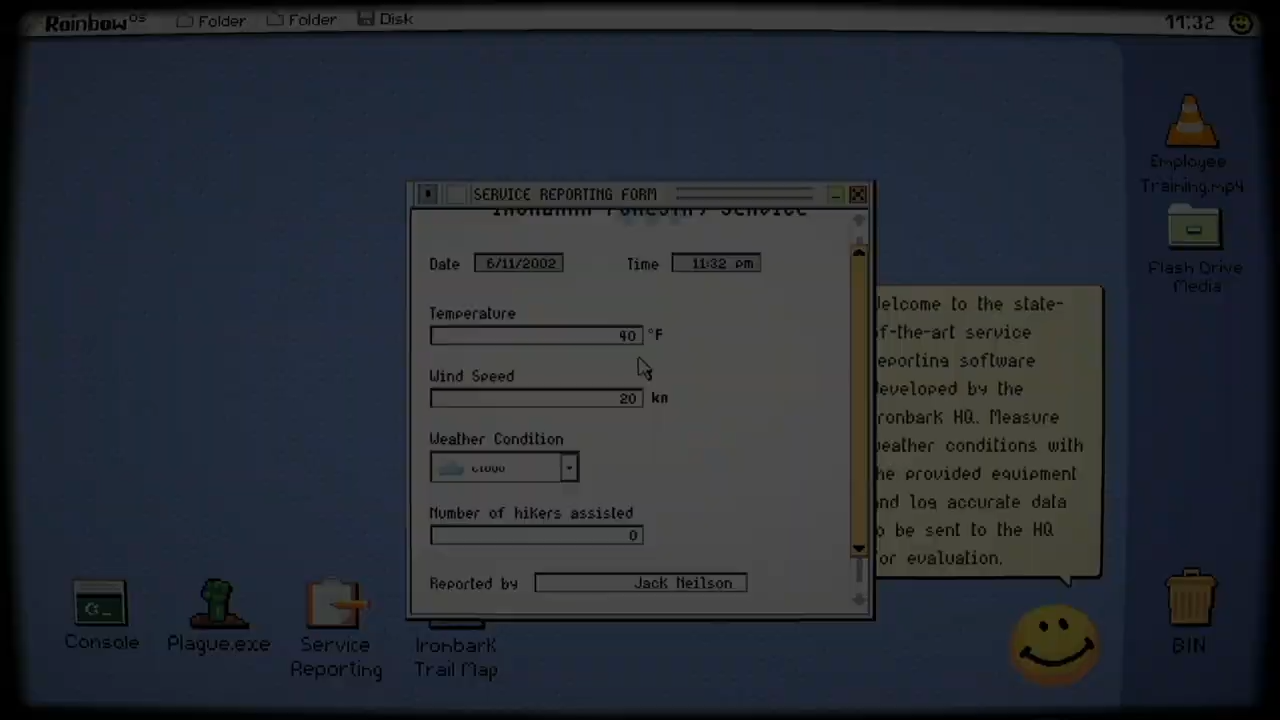 Rainbow OS Folder Folder Disk 11:32
Employee
Training.mp4
Flash Drive
Media
SERVICE REPORTING FORM
Date 6/11/2002 Time 11:32 pm
Temperature
40 °F
Wind Speed
20 kn
Weather Condition
Number of hikers assisted
0
Reported by Jack Neilson
elcome to the state-
f-the-art service
eporting software
eveloped by the
ronbark HQ. Measure
eather conditions with
he provided equipment
nd log accurate data
o be sent to the HQ
or evaluation.
Console
Plague.exe
Service
Reporting
Ironbark
Trail Map
BIN